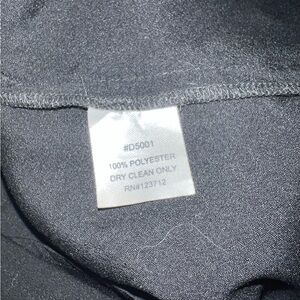 #D5001
100% POLYESTER
DRY CLEAN ONLY
RN#123712